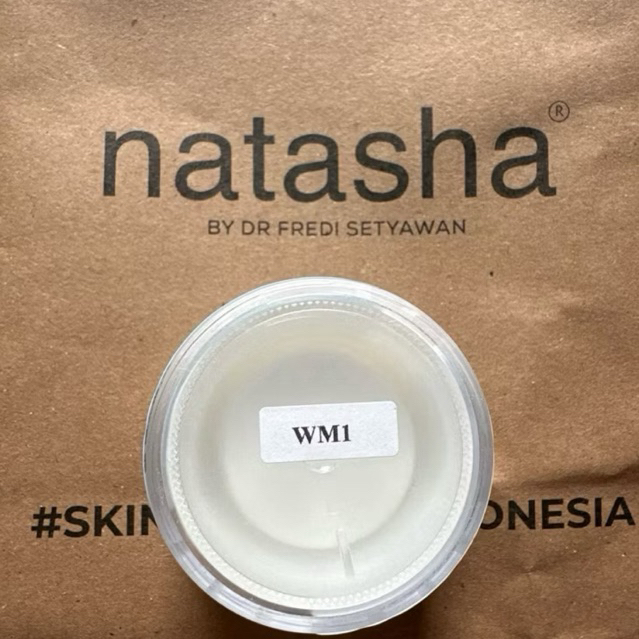 natasha®
BY DR FREDI SETYAWAN
WM1
#SKIN ONESIA